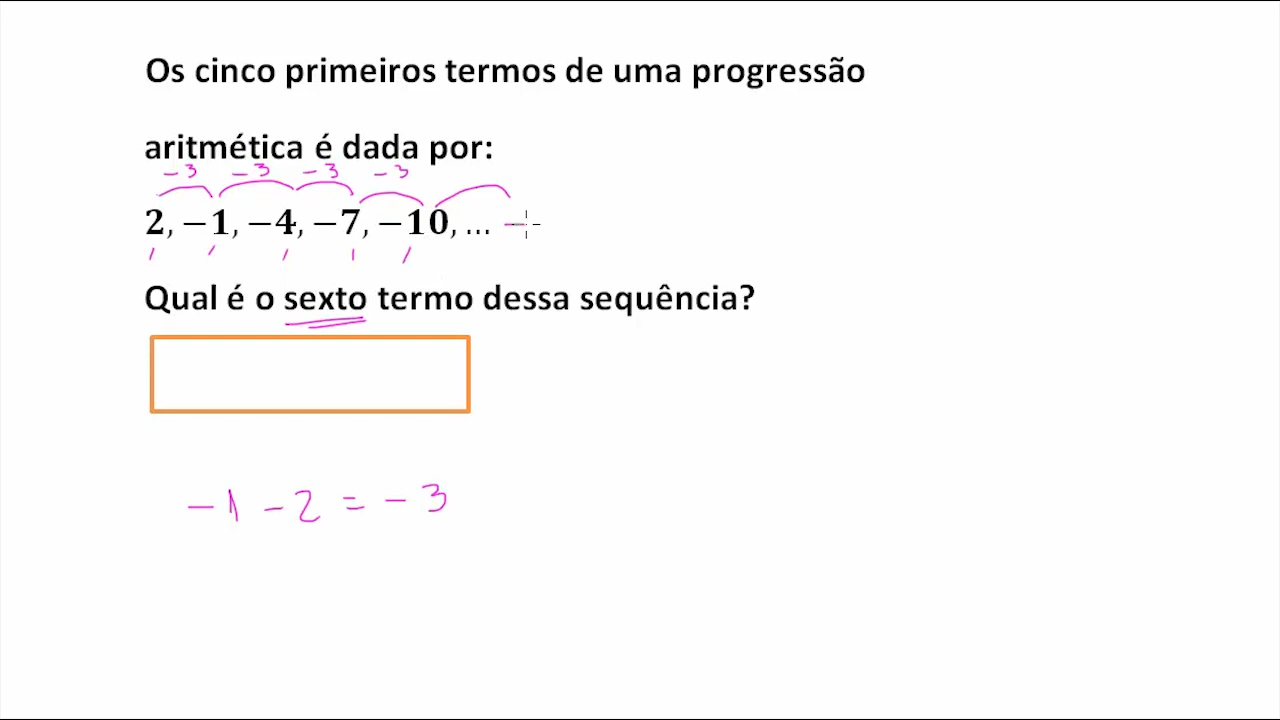 Os cinco primeiros termos de uma progressão
aritmética é dada por:
-3 -3 -3 -3
2, −1, −4, −7, −10, ... −
Qual é o sexto termo dessa sequência?
-1 -2 = -3